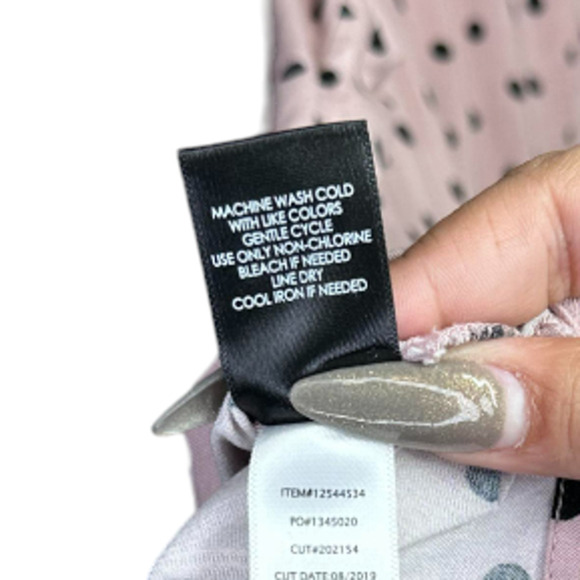 MACHINE WASH COLD
WITH LIKE COLORS
GENTLE CYCLE
USE ONLY NON-CHLORINE
BLEACH IF NEEDED
LINE DRY
COOL IRON IF NEEDED
ITEM#12544534
PO#1345020
CUT#202154
CUT DATE 08/2019